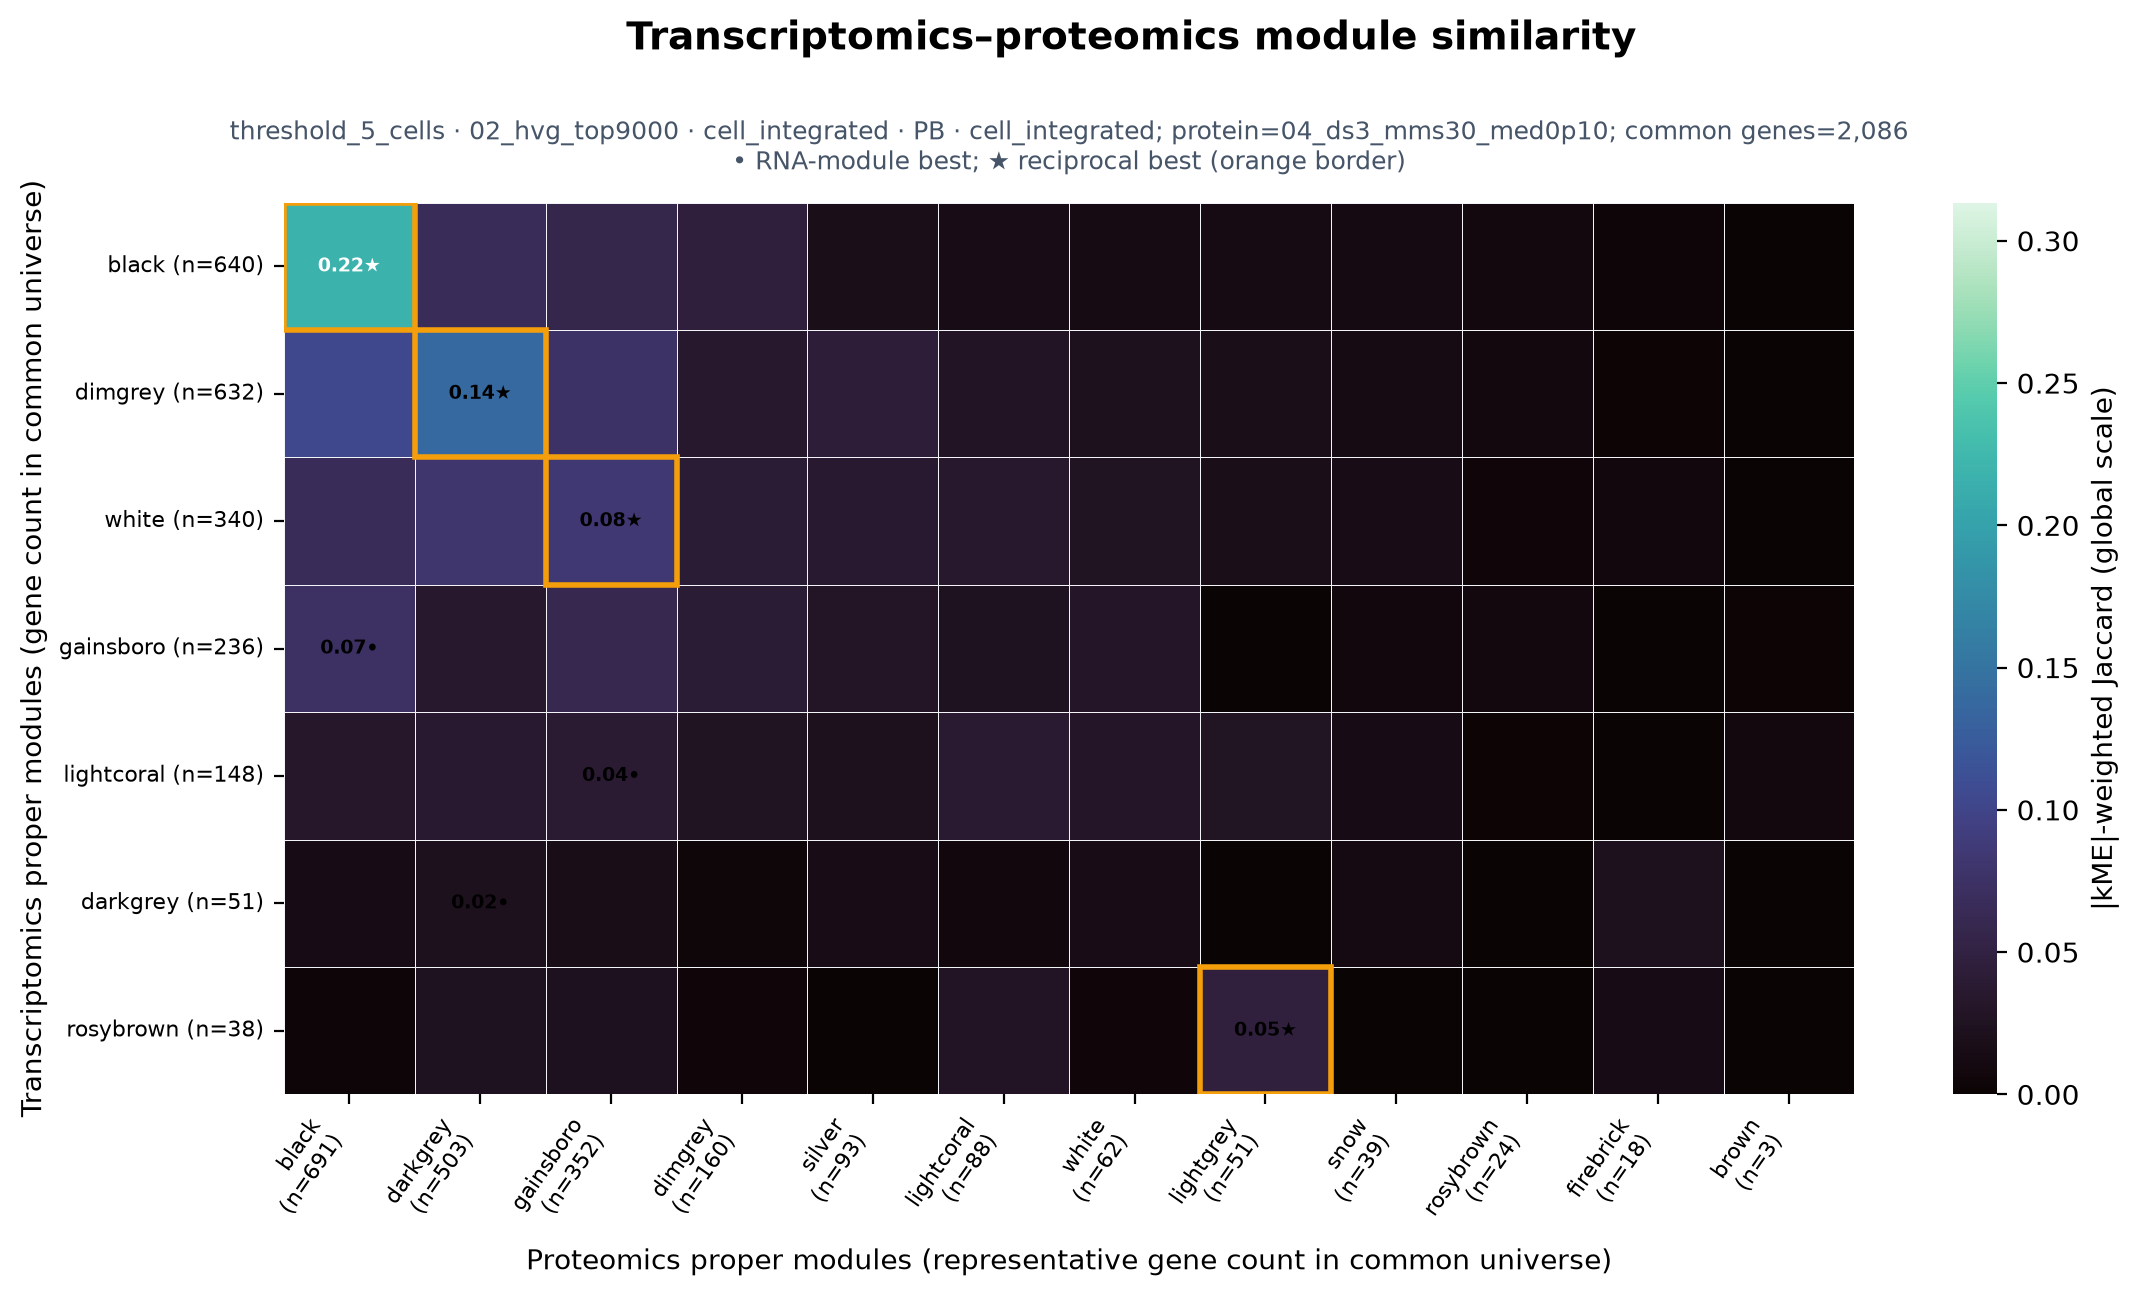 Transcriptomics–proteomics module similarity
threshold_5_cells · 02_hvg_top9000 · cell_integrated · PB · cell_integrated; protein=04_ds3_mms30_med0p10; common genes=2,086
• RNA-module best; ★ reciprocal best (orange border)
Transcriptomics proper modules (gene count in common universe)
black (n=640)
dimgrey (n=632)
white (n=340)
gainsboro (n=236)
lightcoral (n=148)
darkgrey (n=51)
rosybrown (n=38)
0.22★
0.14★
0.08★
0.07•
0.04•
0.02•
0.05★
black
(n=691)
darkgrey
(n=503)
gainsboro
(n=352)
dimgrey
(n=160)
silver
(n=93)
lightcoral
(n=88)
white
(n=62)
lightgrey
(n=51)
snow
(n=39)
rosybrown
(n=24)
firebrick
(n=18)
brown
(n=3)
Proteomics proper modules (representative gene count in common universe)
0.30
0.25
0.20
0.15
0.10
0.05
0.00
|kME|-weighted Jaccard (global scale)